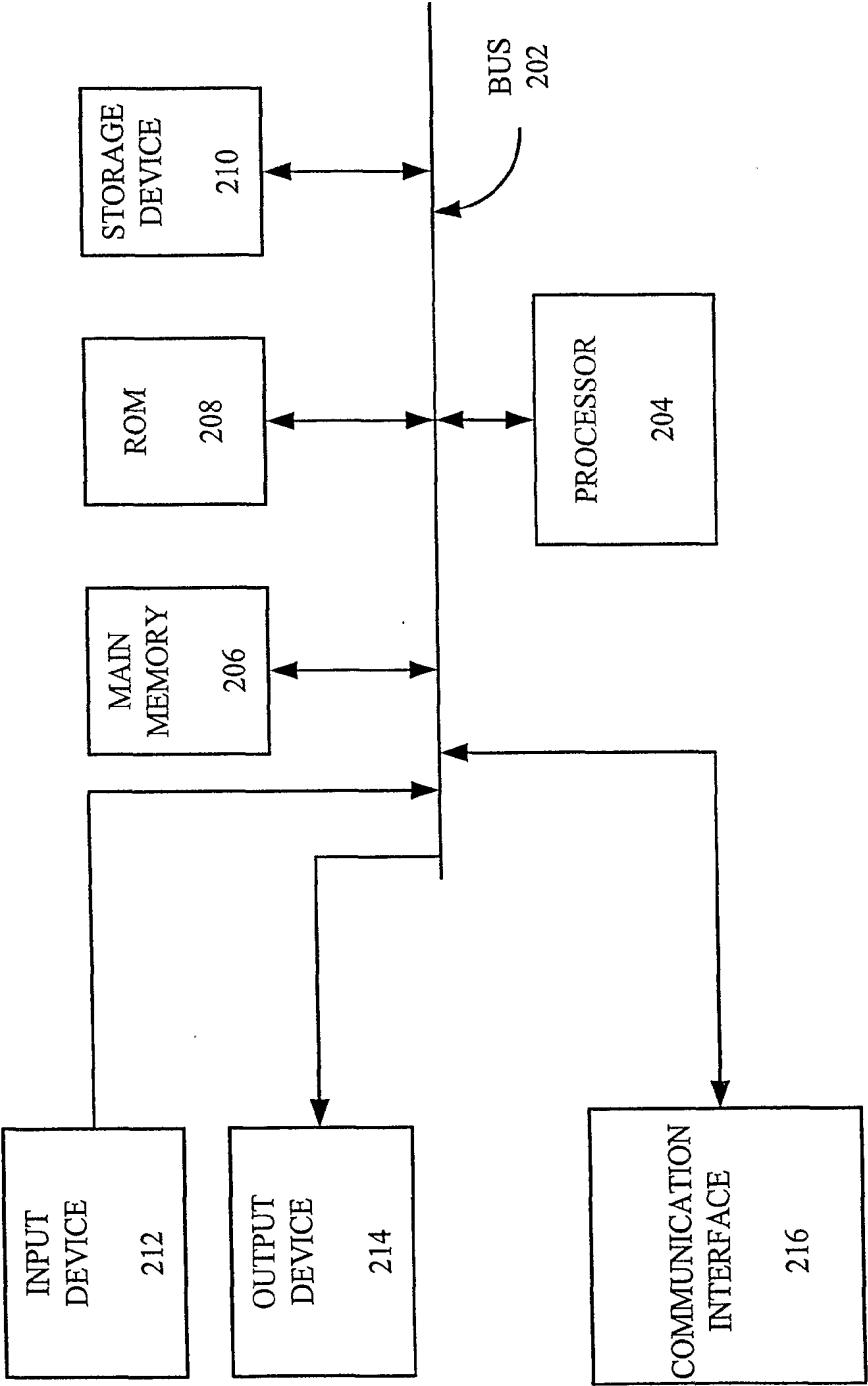 INPUT
DEVICE
212
OUTPUT
DEVICE
214
COMMUNICATION
INTERFACE
216
MAIN
MEMORY
206
ROM
208
STORAGE
DEVICE
210
PROCESSOR
204
BUS
202